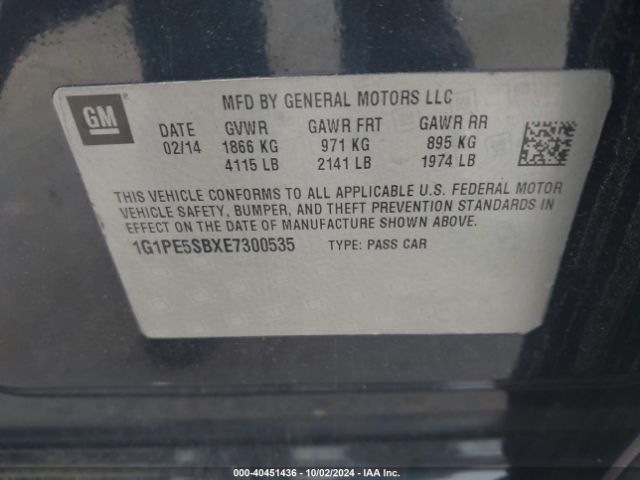 GM
MFD BY GENERAL MOTORS LLC
DATE GVWR GAWR FRT GAWR RR
02/14 1866 KG 971 KG 895 KG
4115 LB 2141 LB 1974 LB
THIS VEHICLE CONFORMS TO ALL APPLICABLE U.S. FEDERAL MOTOR
VEHICLE SAFETY, BUMPER, AND THEFT PREVENTION STANDARDS IN
EFFECT ON THE DATE OF MANUFACTURE SHOWN ABOVE.
1G1PE5SBXE7300535 TYPE: PASS CAR
000-40451436 - 10/02/2024 - IAA Inc.